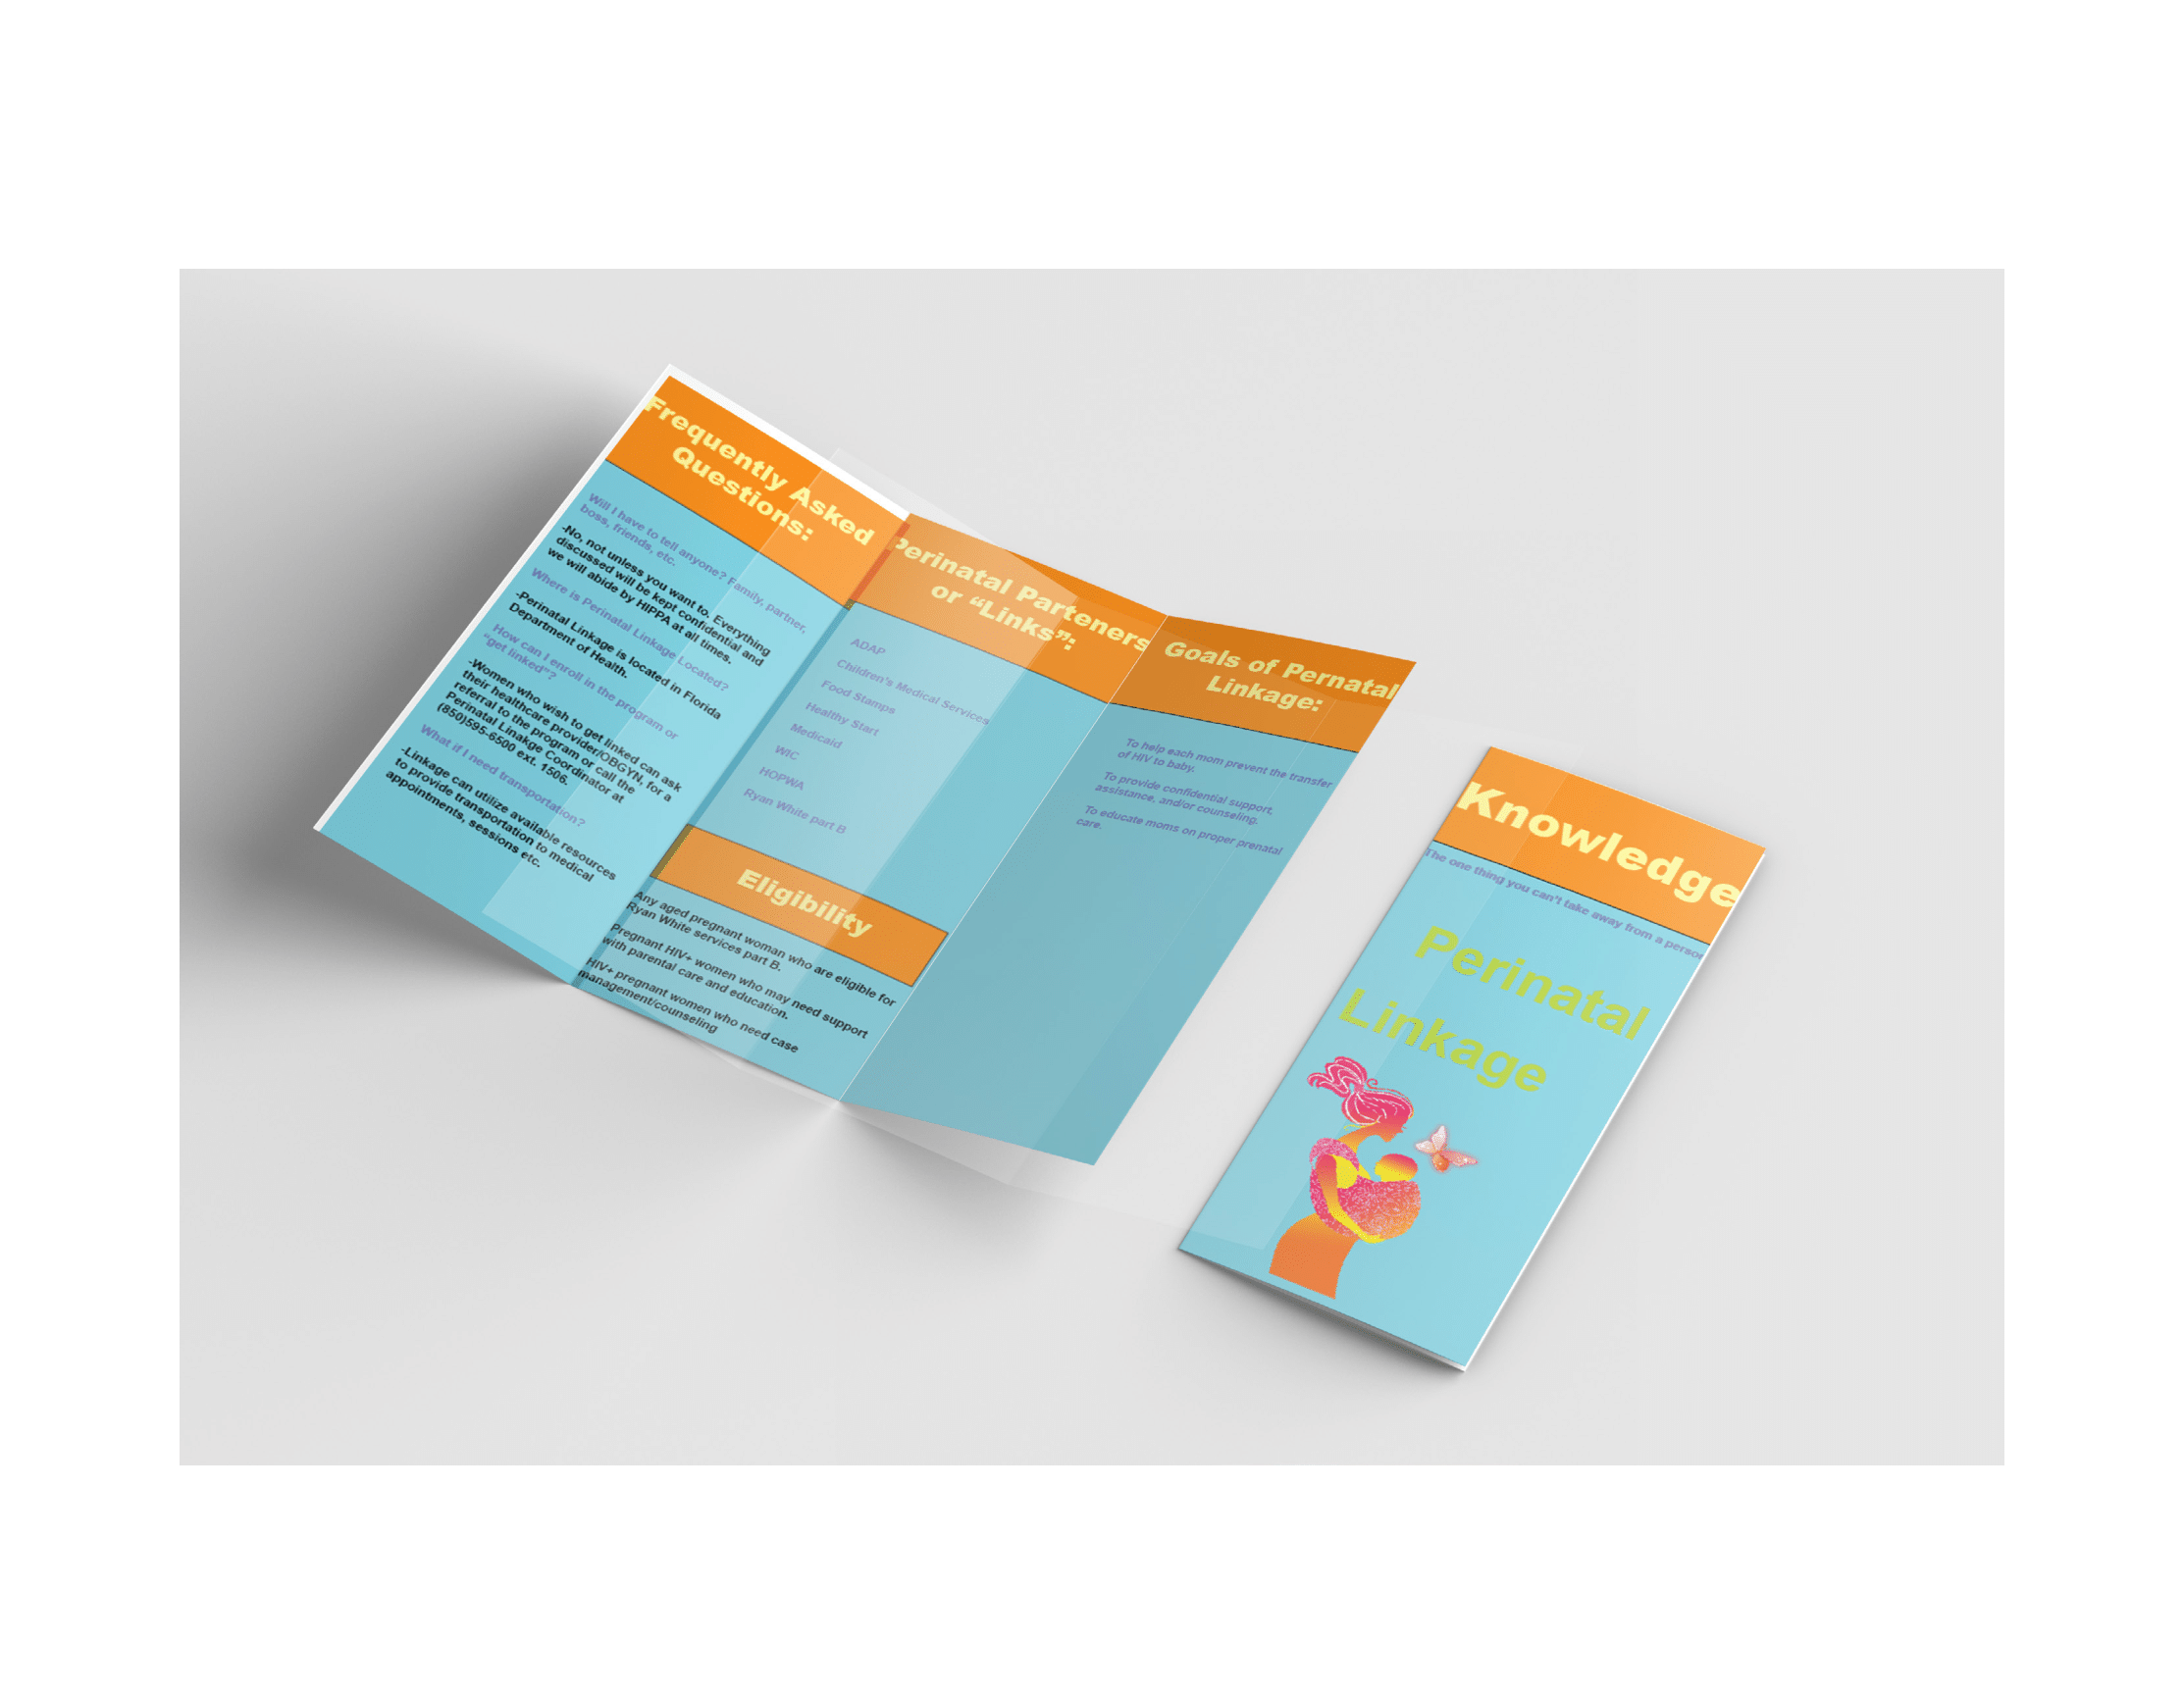 Frequently Asked
Questions:
Will I have to tell anyone? Family, partner,
boss, friends, etc.
-No, not unless you want to. Everything
discussed will be kept confidential and
we will abide by HIPPA at all times.
Where is Perinatal Linkage Located?
-Perinatal Linkage is located in Florida
Department of Health.
How can I enroll in the program or
“get linked”?
-Women who wish to get linked can ask
their healthcare provider/OBGYN, for a
referral to the program or call the
Perinatal Linakge Coordinator at
(850)595-6500 ext. 1506.
What if I need transportation?
-Linkage can utilize available resources
to provide transportation to medical
appointments, sessions etc.
Perinatal Parteners
or “Links”:
ADAP
Children's Medical Services
Food Stamps
Healthy Start
Medicaid
WIC
HOPWA
Ryan White part B
Eligibility
Any aged pregnant woman who are eligible for
Ryan White services part B.
Pregnant HIV+ women who may need support
with parental care and education.
HIV+ pregnant women who need case
management/counseling
Goals of Pernatal
Linkage:
To help each mom prevent the transfer
of HIV to baby.
To provide confidential support,
assistance, and/or counseling.
To educate moms on proper prenatal
care.
Knowledge
The one thing you can't take away from a person
Perinatal
Linkage